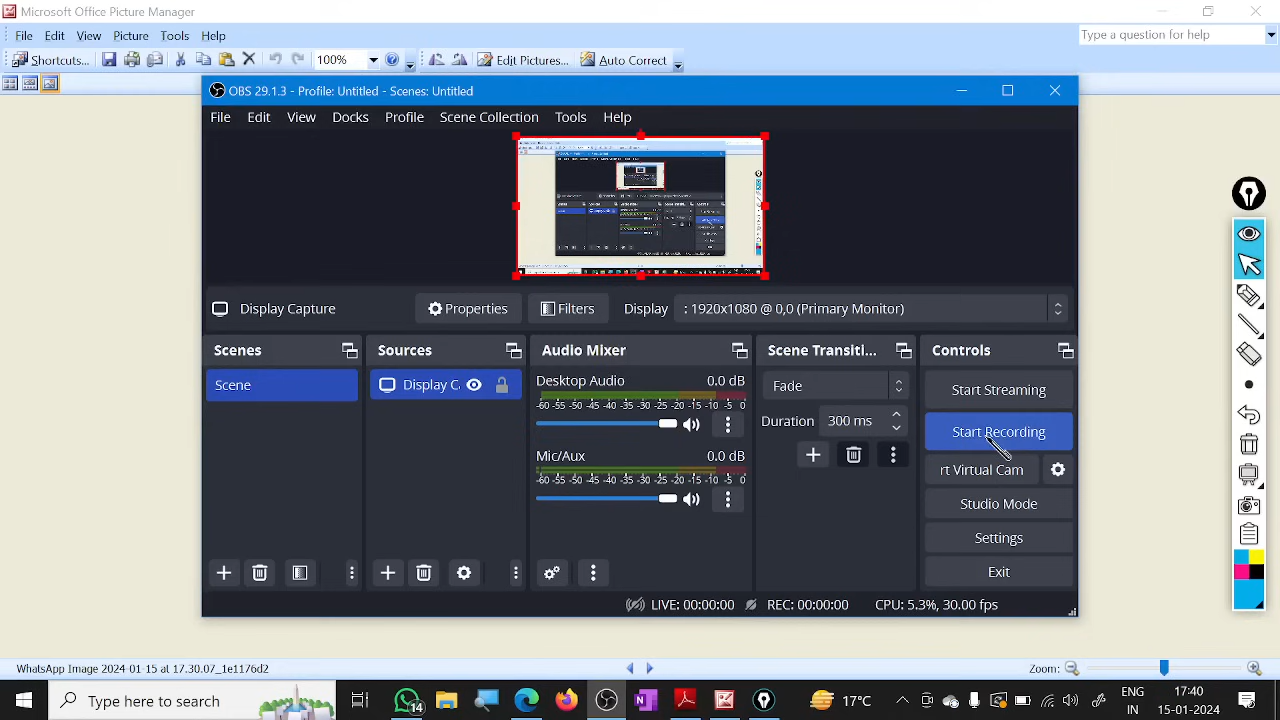 Microsoft Office Picture Manager
File Edit View Picture Tools Help
Type a question for help
Shortcuts... 100% Edit Pictures... Auto Correct
OBS 29.1.3 - Profile: Untitled - Scenes: Untitled
File Edit View Docks Profile Scene Collection Tools Help
Display Capture Properties Filters Display : 1920x1080 @ 0,0 (Primary Monitor)
Scenes Sources Audio Mixer Scene Transiti... Controls
Scene
Display C
Desktop Audio 0.0 dB
-60 -55 -50 -45 -40 -35 -30 -25 -20 -15 -10 -5 0
Mic/Aux 0.0 dB
-60 -55 -50 -45 -40 -35 -30 -25 -20 -15 -10 -5 0
Fade
Duration 300 ms
Start Streaming
Start Recording
rt Virtual Cam
Studio Mode
Settings
Exit
LIVE: 00:00:00 REC: 00:00:00 CPU: 5.3%, 30.00 fps
WhatsApp Image 2024-01-15 at 17.30.07_1e1176d2 Zoom:
Type here to search 14 17°C ENG IN 17:40 15-01-2024